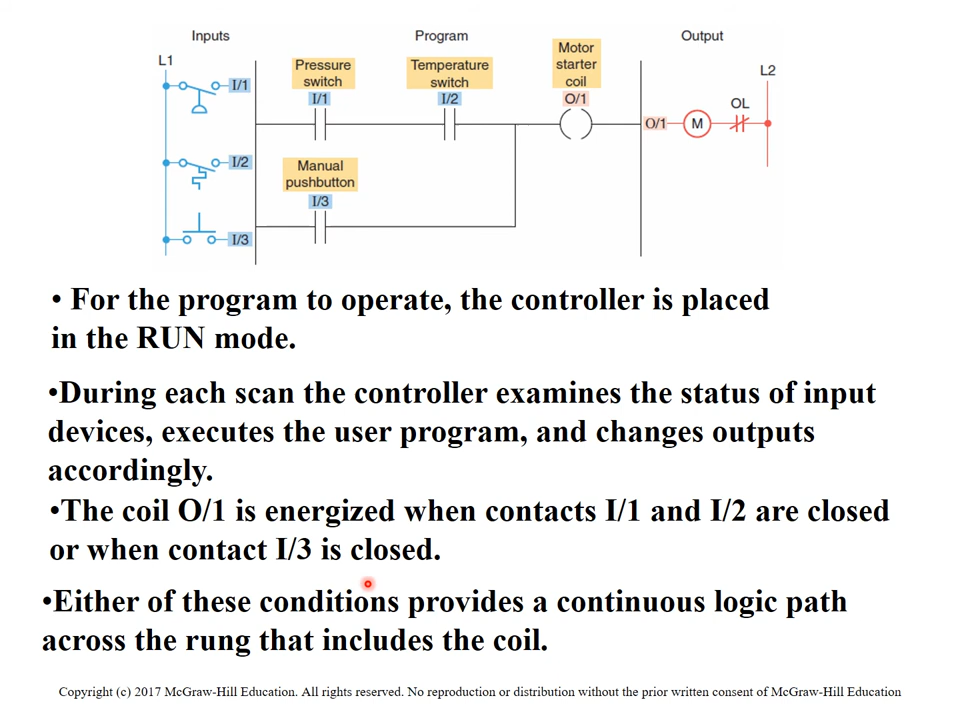 Inputs
Program
Output
L1
Pressure
switch
I/1
Temperature
switch
I/2
Motor
starter
coil
O/1
L2
I/1
OL
O/1
M
I/2
Manual
pushbutton
I/3
I/3
• For the program to operate, the controller is placed
in the RUN mode.
•During each scan the controller examines the status of input
devices, executes the user program, and changes outputs
accordingly.
•The coil O/1 is energized when contacts I/1 and I/2 are closed
or when contact I/3 is closed.
•Either of these conditions provides a continuous logic path
across the rung that includes the coil.
Copyright (c) 2017 McGraw-Hill Education. All rights reserved. No reproduction or distribution without the prior written consent of McGraw-Hill Education